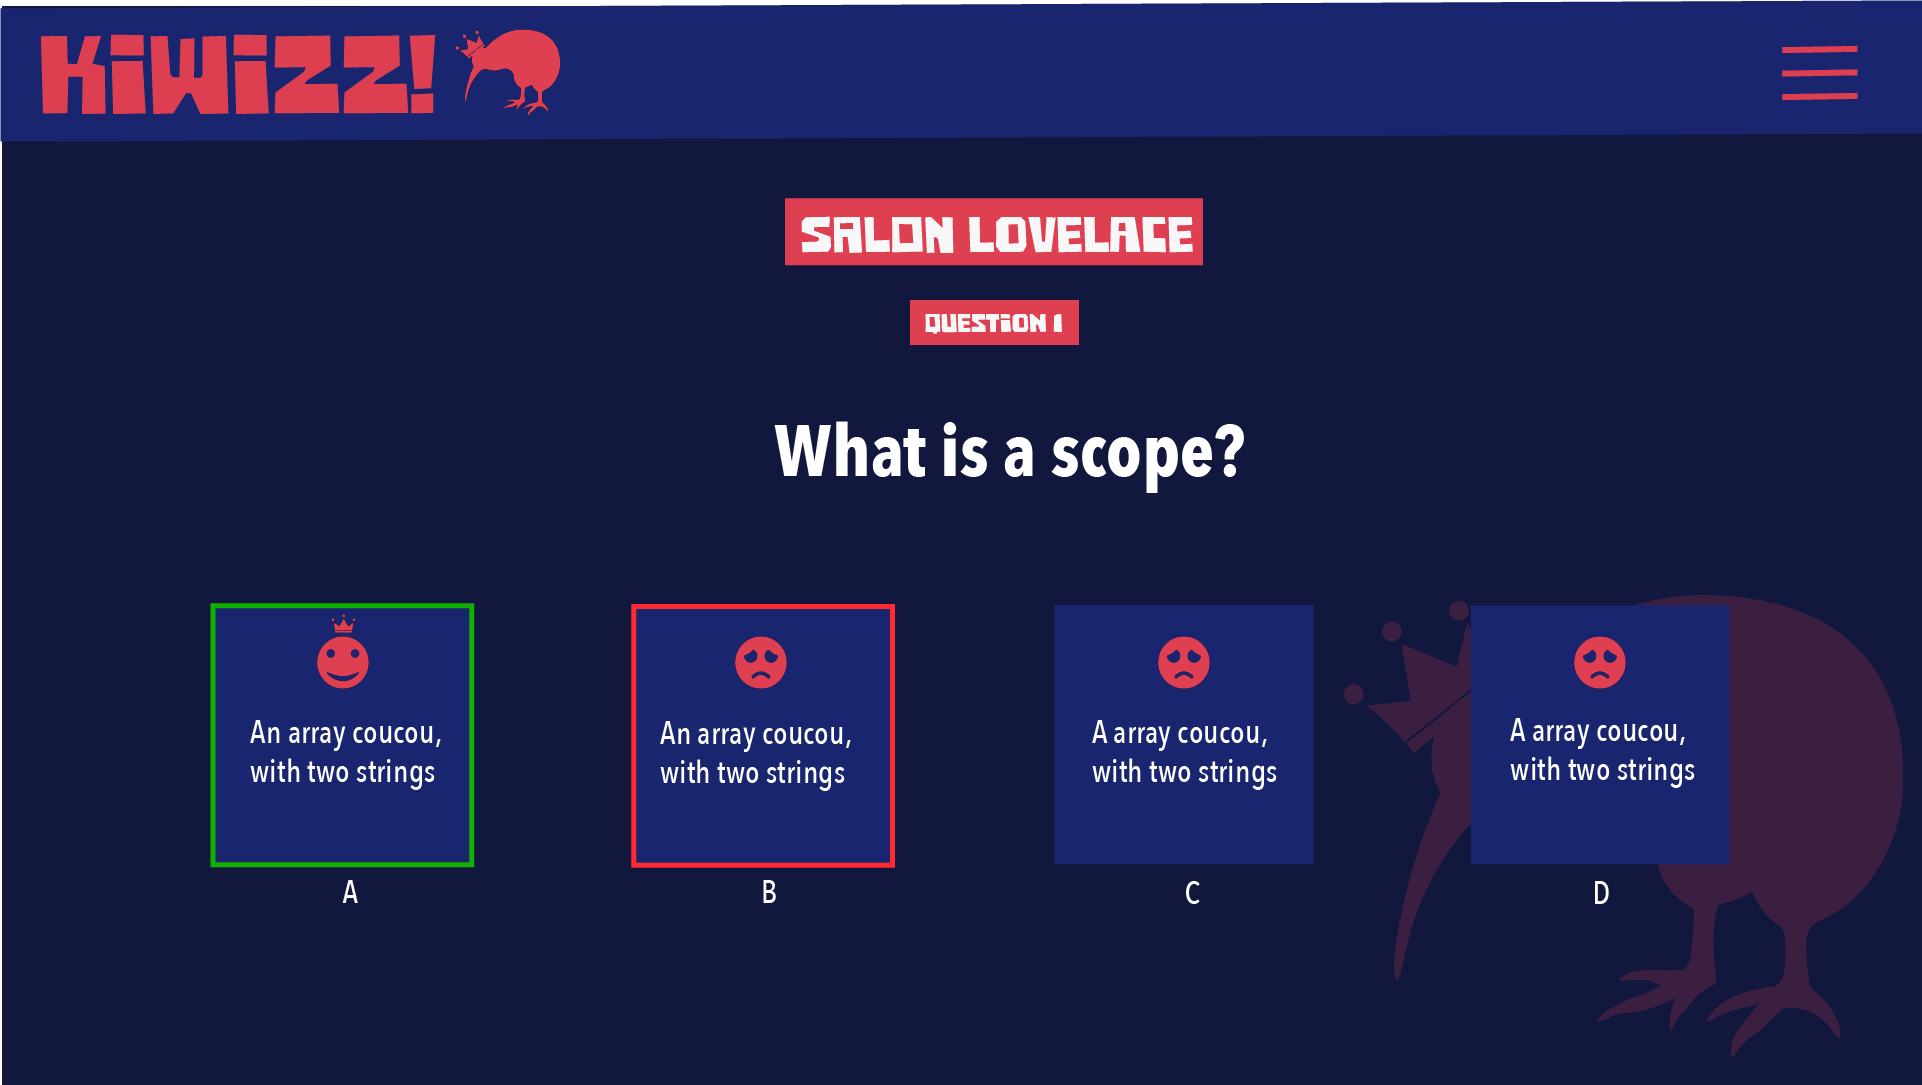 KiWiZZ!
SALON LOVELACE
QUESTION 1
What is a scope?
An array coucou,
with two strings
A
An array coucou,
with two strings
B
A array coucou,
with two strings
C
A array coucou,
with two strings
D